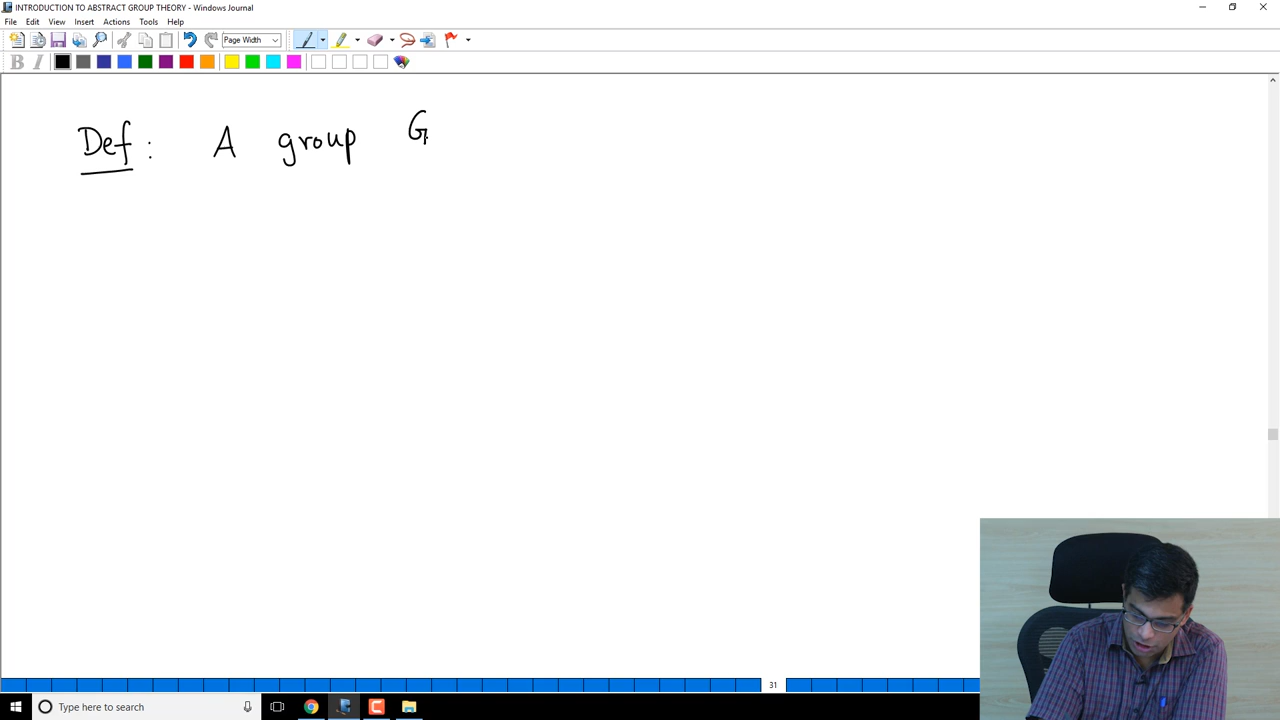 INTRODUCTION TO ABSTRACT GROUP THEORY - Windows Journal
File Edit View Insert Actions Tools Help
Page Width
B I
Def : A group G
31
Type here to search